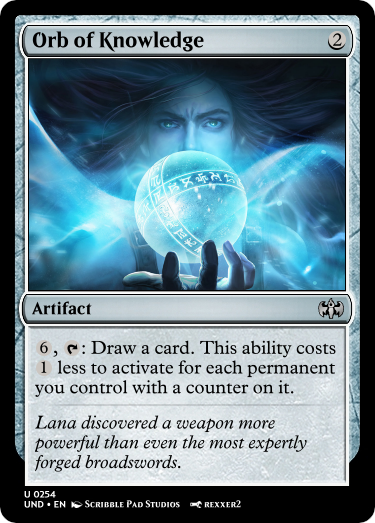 Orb of Knowledge 2
Artifact
6, : Draw a card. This ability costs
1 less to activate for each permanent
you control with a counter on it.
Lana discovered a weapon more
powerful than even the most expertly
forged broadswords.
U 0254
UND • EN Scribble Pad Studios rexxer2